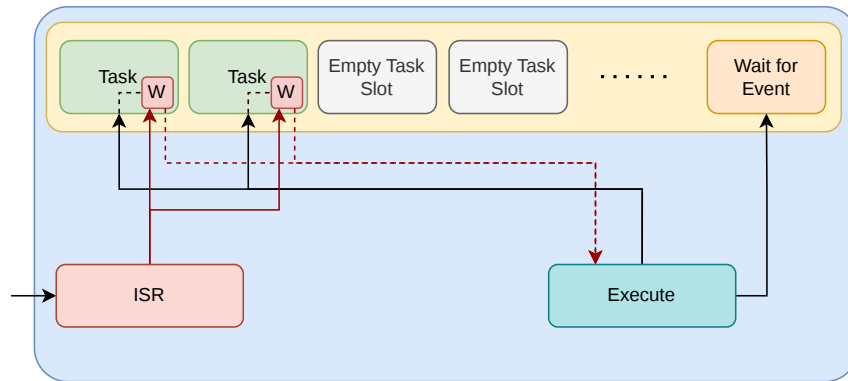 Task
W
Task
W
Empty Task
Slot
Empty Task
Slot
......
Wait for
Event
ISR
Execute